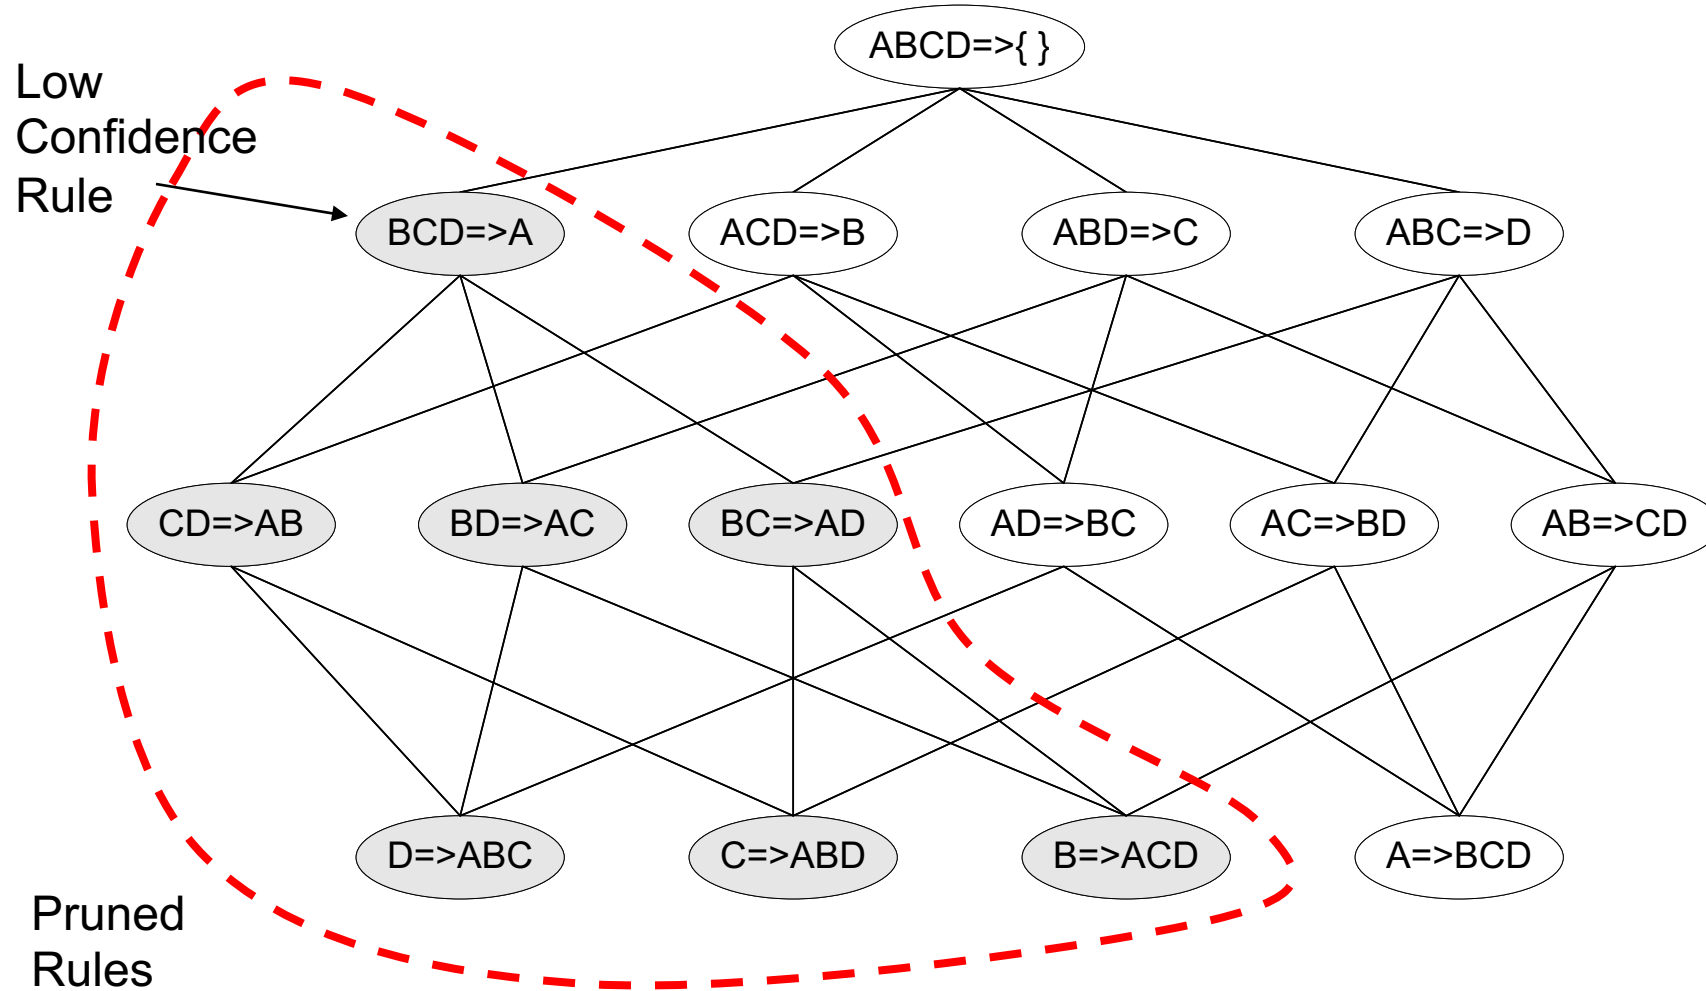 ABCD=>{ }
Low
Confidence
Rule
BCD=>A
ACD=>B
ABD=>C
ABC=>D
CD=>AB
BD=>AC
BC=>AD
AD=>BC
AC=>BD
AB=>CD
D=>ABC
C=>ABD
B=>ACD
A=>BCD
Pruned
Rules